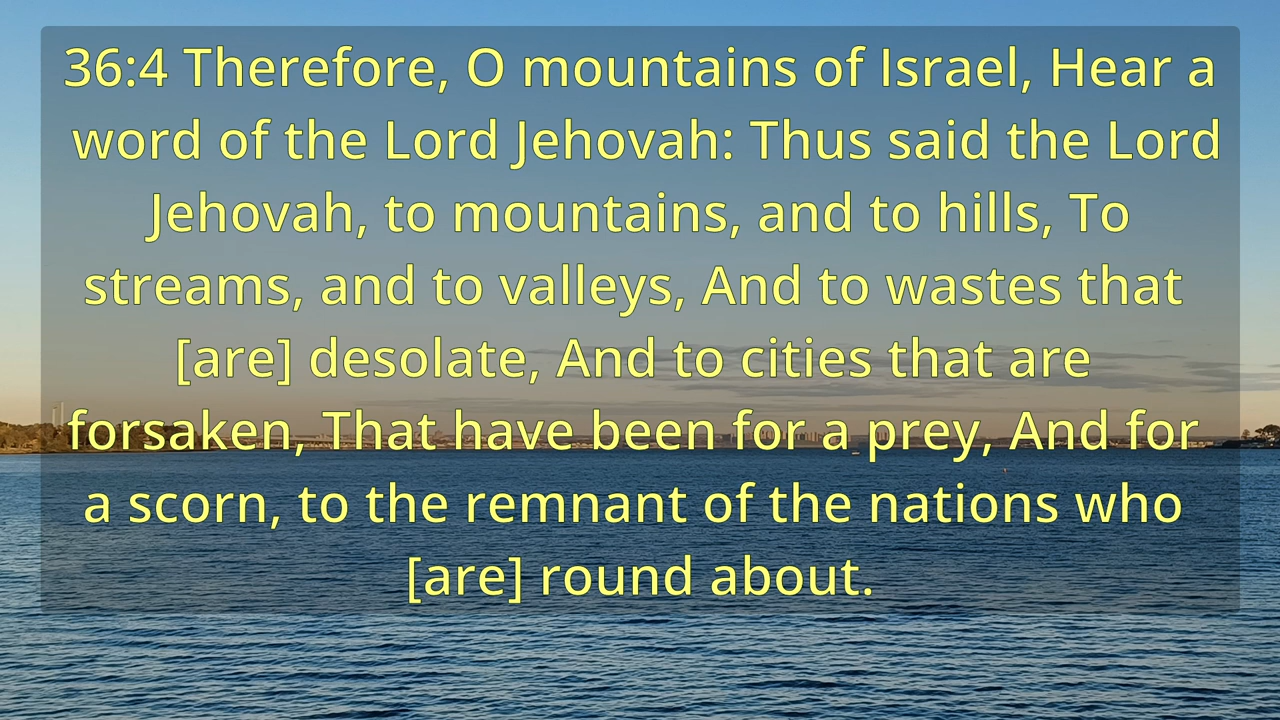 36:4 Therefore, O mountains of Israel, Hear a
word of the Lord Jehovah: Thus said the Lord
Jehovah, to mountains, and to hills, To
streams, and to valleys, And to wastes that
[are] desolate, And to cities that are
forsaken, That have been for a prey, And for
a scorn, to the remnant of the nations who
[are] round about.